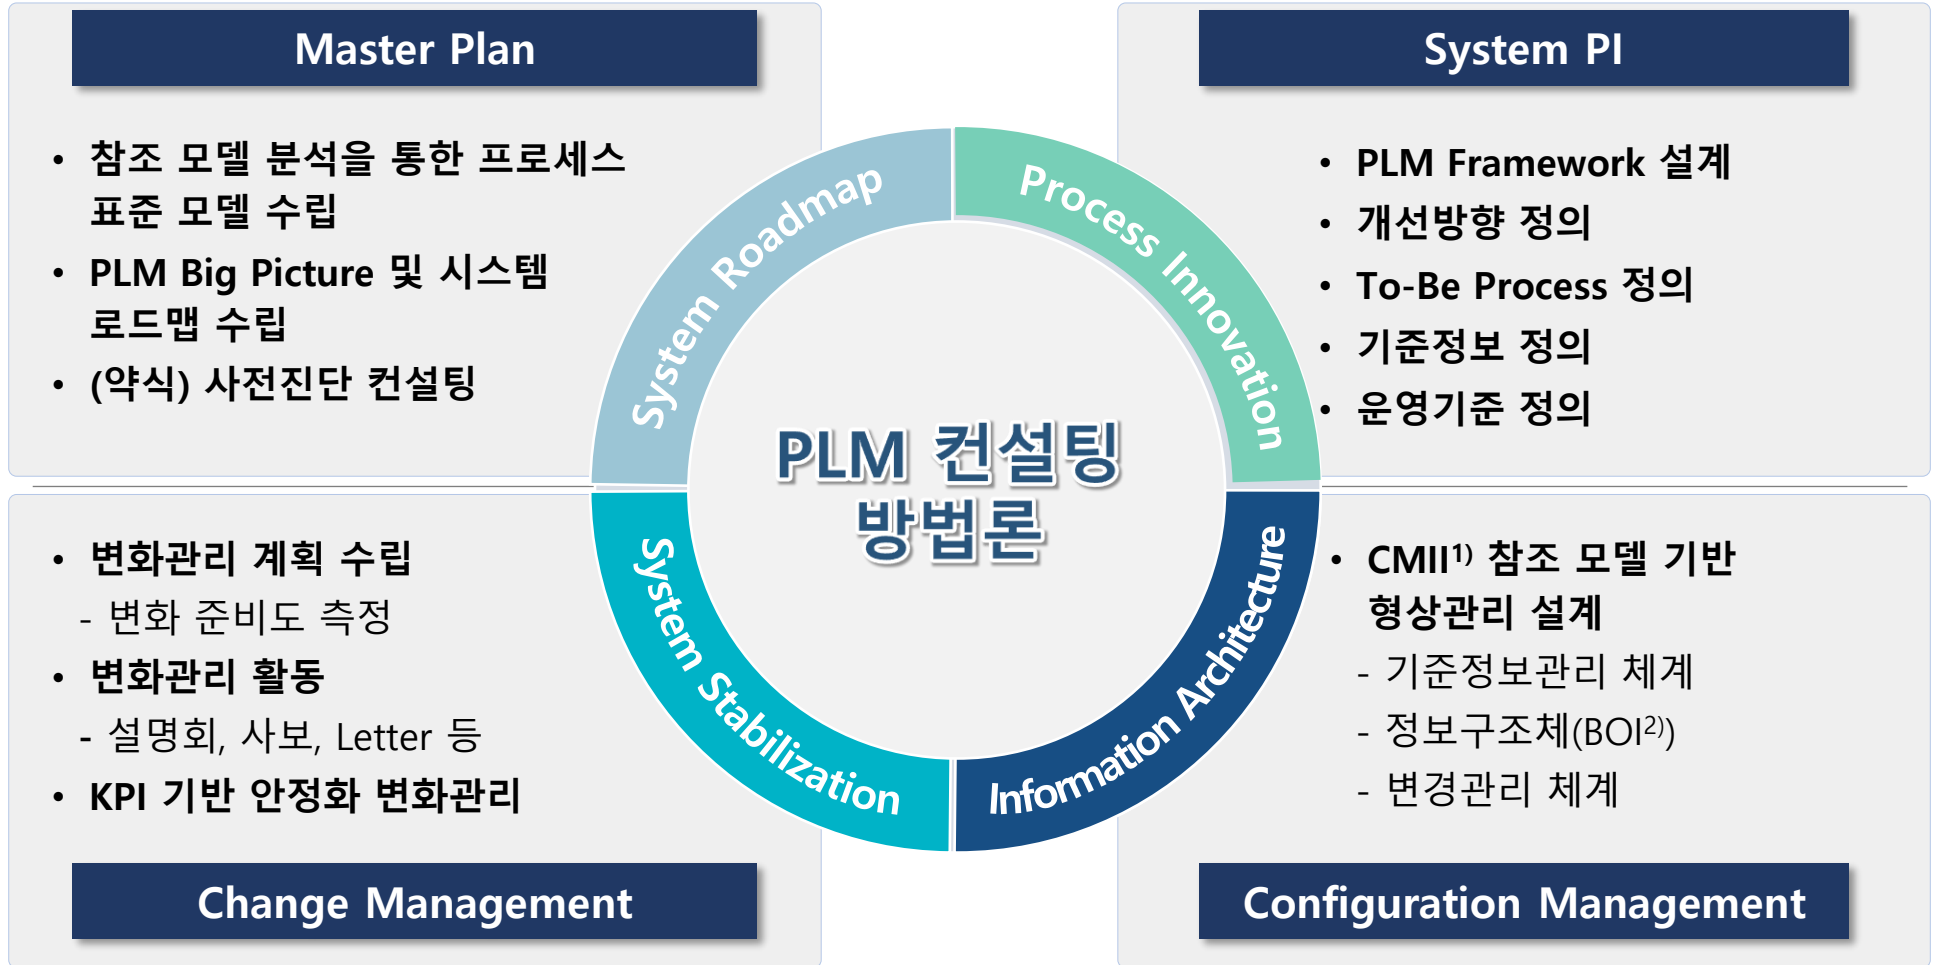 Master Plan
• 참조 모델 분석을 통한 프로세스
표준 모델 수립
• PLM Big Picture 및 시스템
로드맵 수립
• (약식) 사전진단 컨설팅
System PI
• PLM Framework 설계
• 개선방향 정의
• To-Be Process 정의
• 기준정보 정의
• 운영기준 정의
System Roadmap
Process Innovation
PLM 컨설팅
방법론
System Stabilization
Information Architecture
• 변화관리 계획 수립
- 변화 준비도 측정
• 변화관리 활동
- 설명회, 사보, Letter 등
• KPI 기반 안정화 변화관리
Change Management
• CMII1) 참조 모델 기반
형상관리 설계
- 기준정보관리 체계
- 정보구조체(BOI2))
- 변경관리 체계
Configuration Management